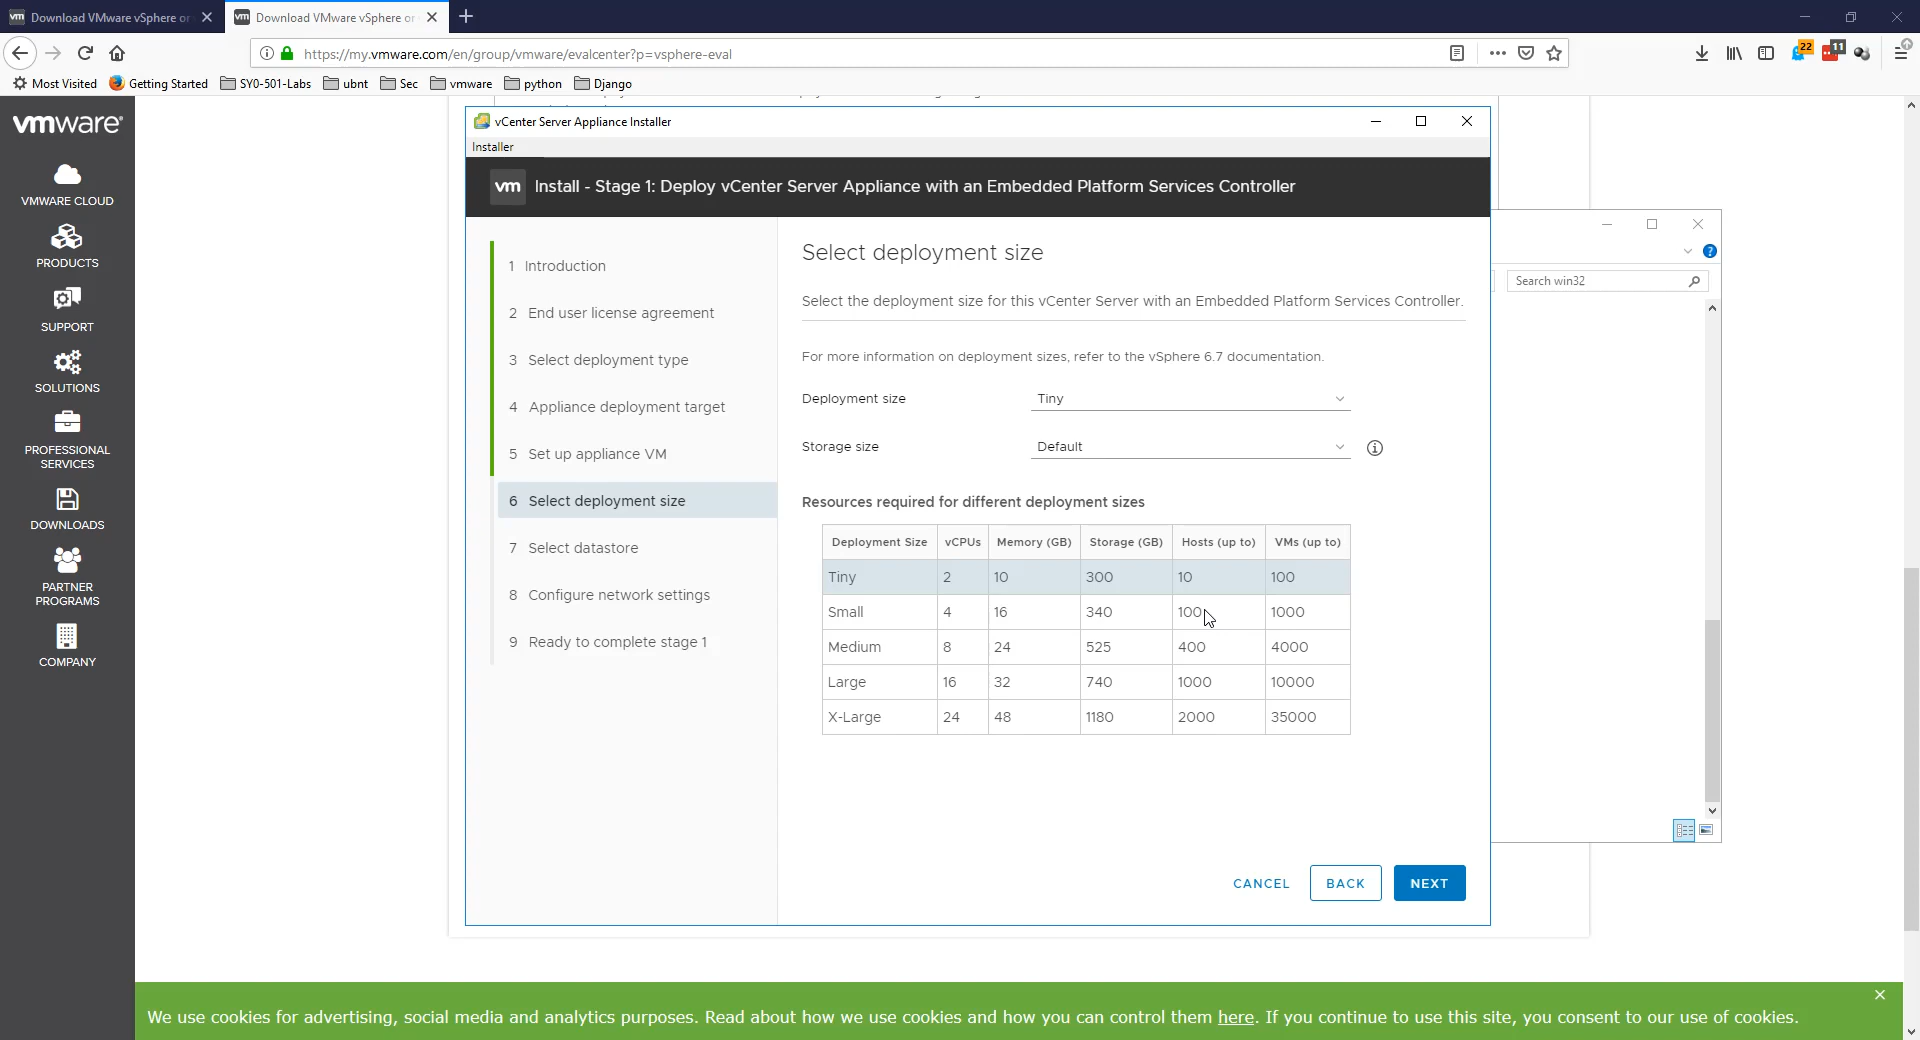 Download VMware vSphere or
Download VMware vSphere or
https://my.vmware.com/en/group/vmware/evalcenter?p=vsphere-eval
22
11
Most Visited
Getting Started
SY0-501-Labs
ubnt
Sec
vmware
python
Django
vmware
VMWARE CLOUD
PRODUCTS
SUPPORT
SOLUTIONS
PROFESSIONAL
SERVICES
DOWNLOADS
PARTNER
PROGRAMS
COMPANY
vCenter Server Appliance Installer
Installer
vm Install - Stage 1: Deploy vCenter Server Appliance with an Embedded Platform Services Controller
1 Introduction
2 End user license agreement
3 Select deployment type
4 Appliance deployment target
5 Set up appliance VM
6 Select deployment size
7 Select datastore
8 Configure network settings
9 Ready to complete stage 1
Select deployment size
Select the deployment size for this vCenter Server with an Embedded Platform Services Controller.
For more information on deployment sizes, refer to the vSphere 6.7 documentation.
Deployment size Tiny
Storage size Default
Resources required for different deployment sizes
Deployment Size vCPUs Memory (GB) Storage (GB) Hosts (up to) VMs (up to)
Tiny 2 10 300 10 100
Small 4 16 340 100 1000
Medium 8 24 525 400 4000
Large 16 32 740 1000 10000
X-Large 24 48 1180 2000 35000
CANCEL BACK NEXT
Search win32
We use cookies for advertising, social media and analytics purposes. Read about how we use cookies and how you can control them here. If you continue to use this site, you consent to our use of cookies.